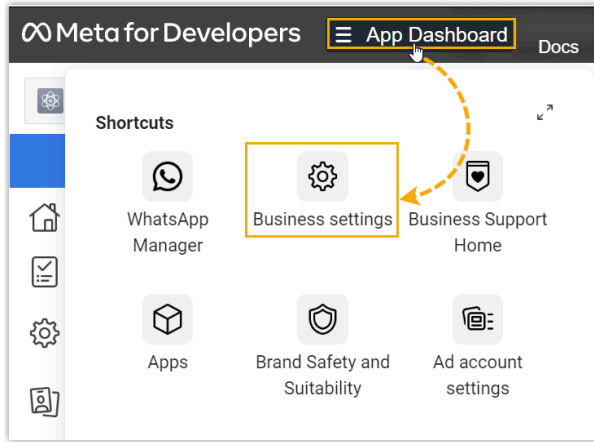 Meta for Developers
☰ App Dashboard
Docs
Shortcuts
WhatsApp
Manager
Business settings
Business Support
Home
Apps
Brand Safety and
Suitability
Ad account
settings